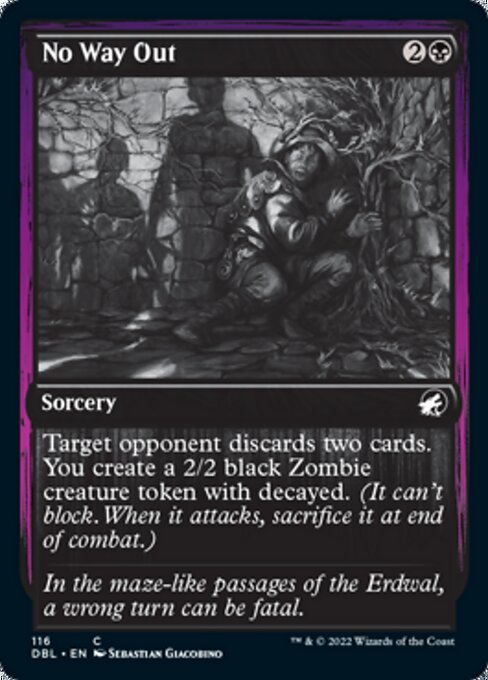 No Way Out 2
Sorcery
Target opponent discards two cards.
You create a 2/2 black Zombie
creature token with decayed. (It can't
block. When it attacks, sacrifice it at end
of combat.)
In the maze-like passages of the Erdwal,
a wrong turn can be fatal.
116 C
DBL • EN Sebastian Giacobino
™ & © 2022 Wizards of the Coast